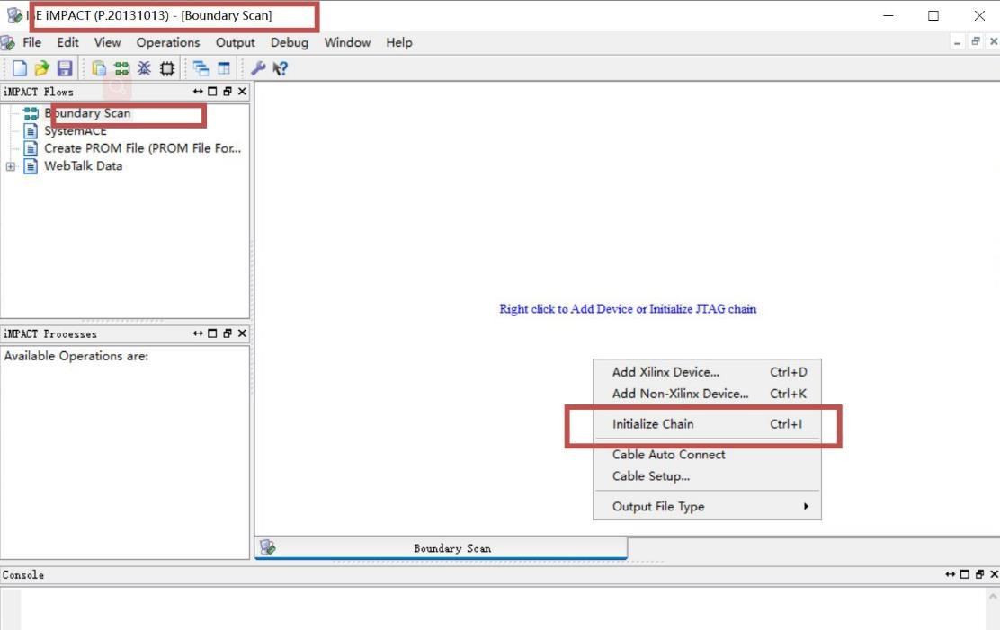 ISE iMPACT (P.20131013) - [Boundary Scan]
File Edit View Operations Output Debug Window Help
iMPACT Flows
Boundary Scan
SystemACE
Create PROM File (PROM File For...
WebTalk Data
Right click to Add Device or Initialize JTAG chain
iMPACT Processes
Available Operations are:
Add Xilinx Device... Ctrl+D
Add Non-Xilinx Device... Ctrl+K
Initialize Chain Ctrl+I
Cable Auto Connect
Cable Setup...
Output File Type
Boundary Scan
Console